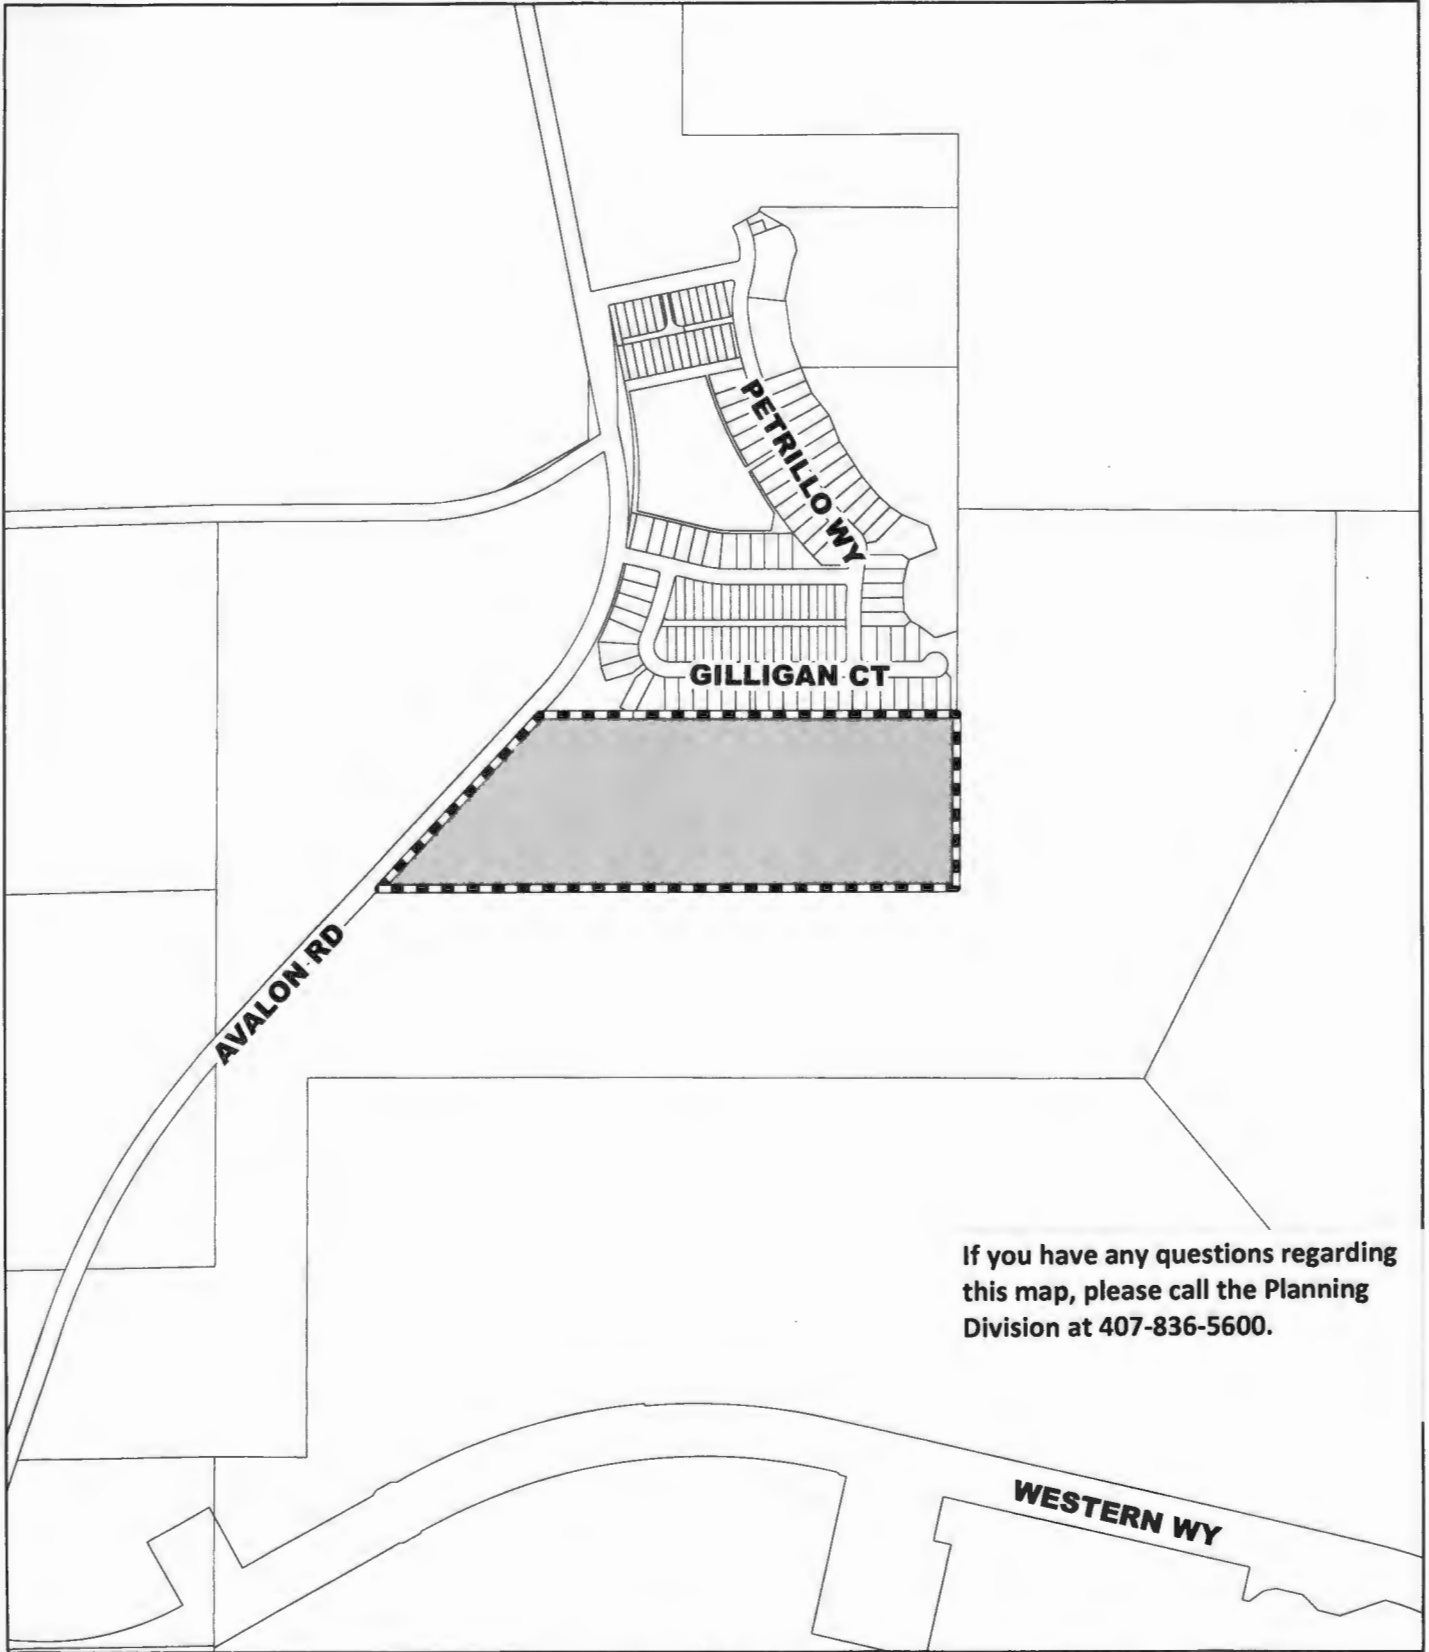 PETRILLO WY
GILLIGAN CT
AVALON RD
If you have any questions regarding
this map, please call the Planning
Division at 407-836-5600.
WESTERN WY